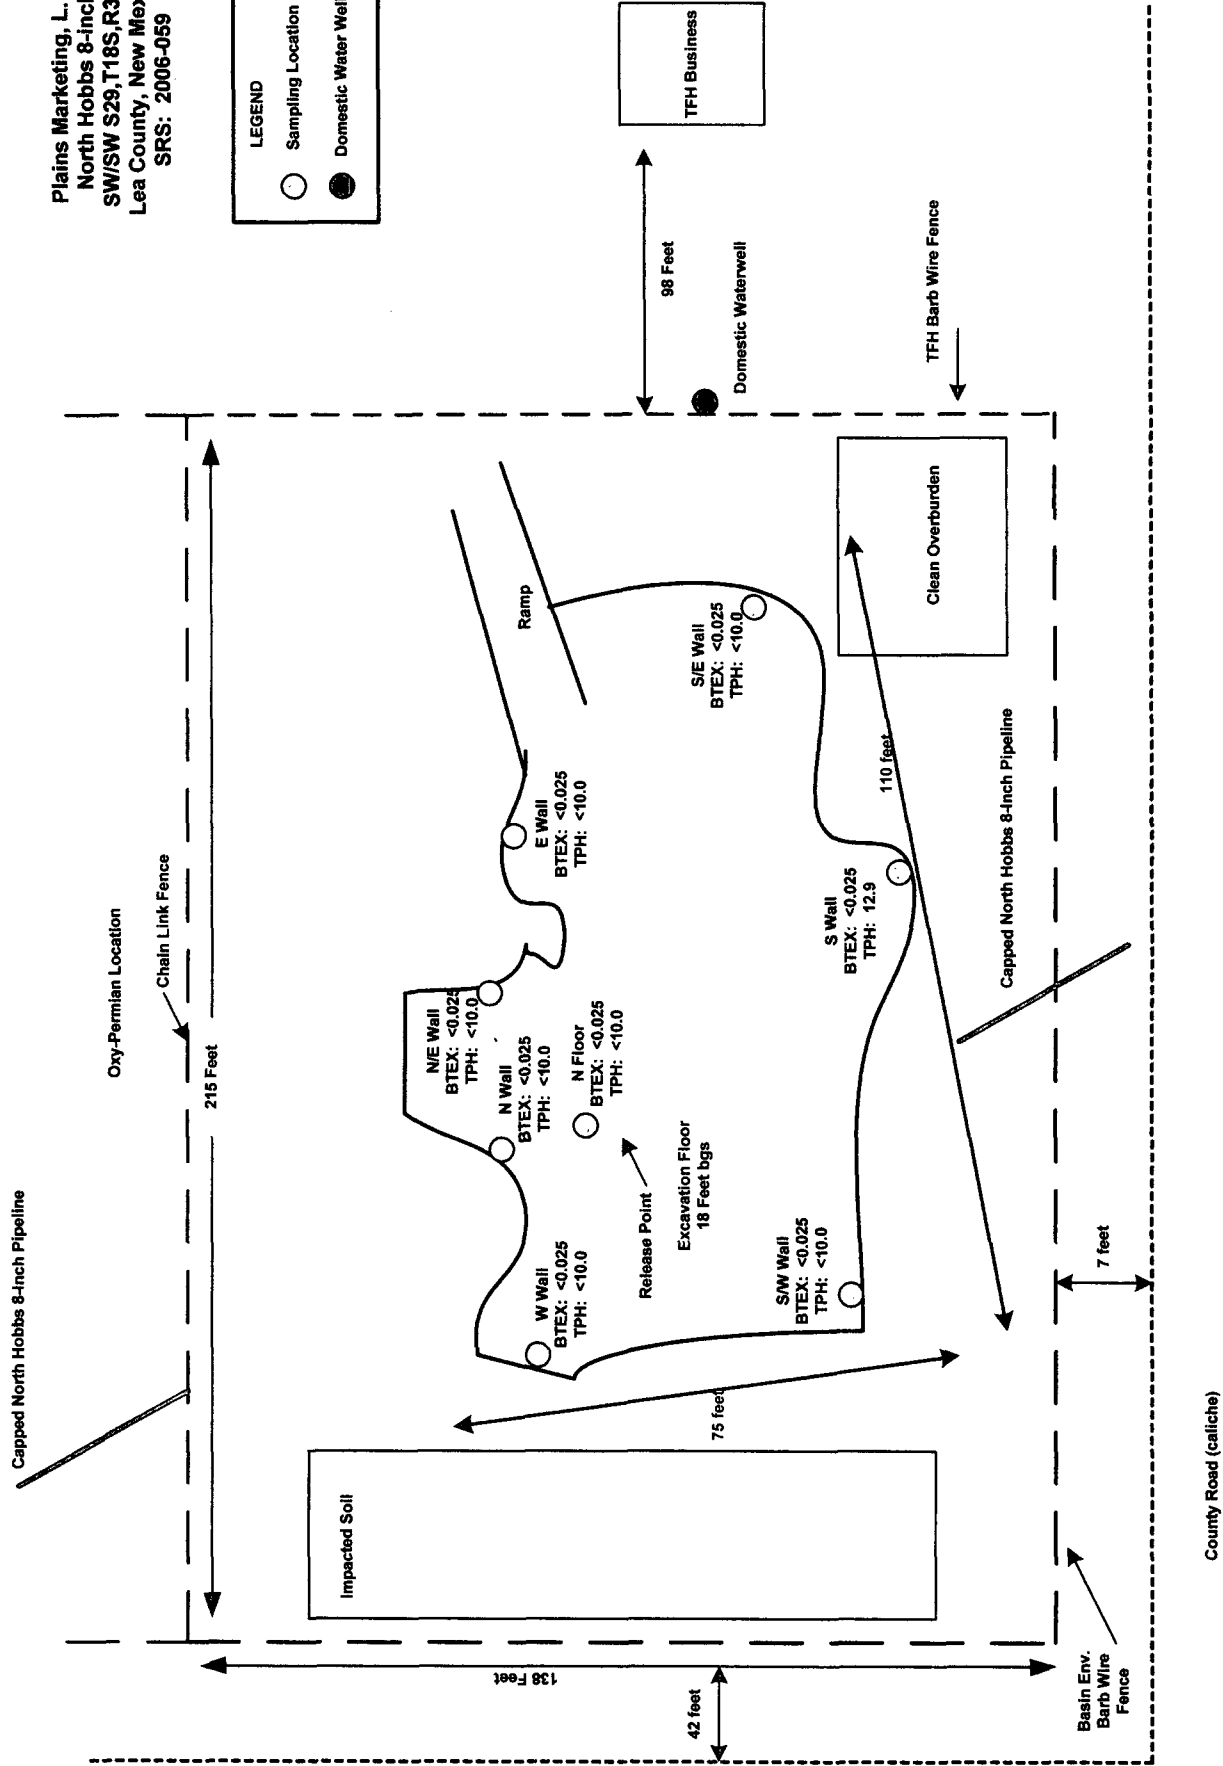 Plains Marketing, L.
North Hobbs 8-inch
SW/SW S29,T18S,R3
Lea County, New Mex
SRS: 2006-059
LEGEND
Sampling Location
Domestic Water Well
Capped North Hobbs 8-Inch Pipeline
Oxy-Permian Location
Chain Link Fence
215 Feet
138 Feet
42 feet
Impacted Soil
75 feet
W Wall
BTEX: <0.025
TPH: <10.0
N Wall
BTEX: <0.025
TPH: <10.0
N/E Wall
BTEX: <0.025
TPH: <10.0
N Floor
BTEX: <0.025
TPH: <10.0
E Wall
BTEX: <0.025
TPH: <10.0
Ramp
Release Point
Excavation Floor
18 Feet bgs
S/W Wall
BTEX: <0.025
TPH: <10.0
S Wall
BTEX: <0.025
TPH: 12.9
S/E Wall
BTEX: <0.025
TPH: <10.0
98 Feet
TFH Business
Domestic Waterwell
TFH Barb Wire Fence
Clean Overburden
110 feet
Capped North Hobbs 8-Inch Pipeline
7 feet
Basin Env.
Barb Wire
Fence
County Road (caliche)